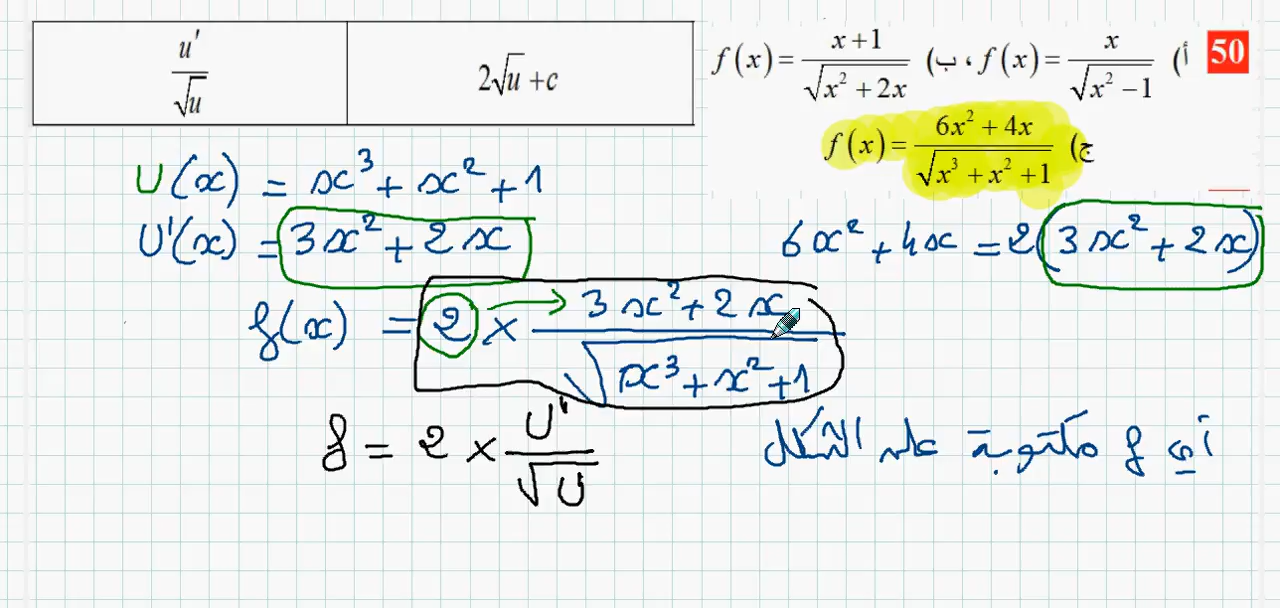 50 أ) f(x) = x/√(x² − 1) ، ب) f(x) = (x+1)/√(x² + 2x)
ج) f(x) = (6x² + 4x)/√(x³ + x² + 1)
u'/√u | 2√u + c
U(x) = x³ + x² + 1
U'(x) = 3x² + 2x
6x² + 4x = 2(3x² + 2x)
f(x) = 2 × (3x² + 2x)/√(x³ + x² + 1)
أي f مكتوبة على الشكل
f = 2 × U'/√U